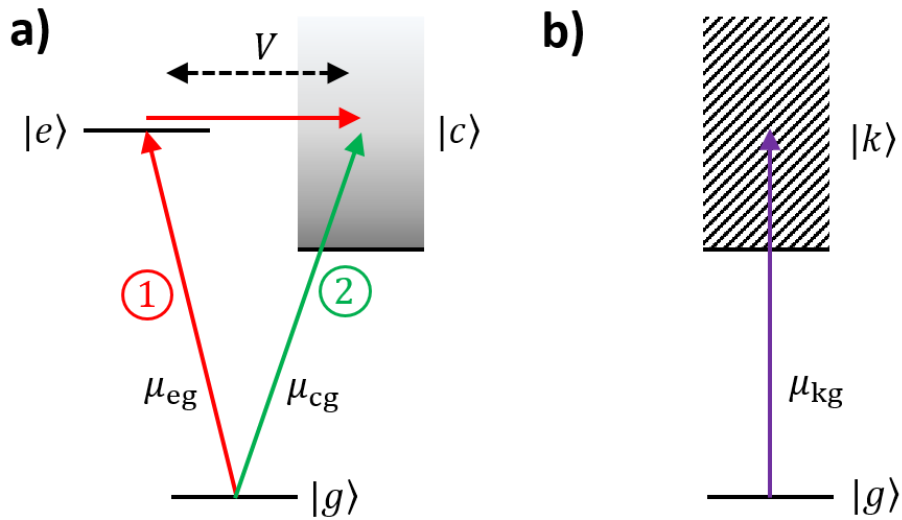 a)
V
|e⟩
|c⟩
1
2
μeg
μcg
|g⟩
b)
|k⟩
μkg
|g⟩